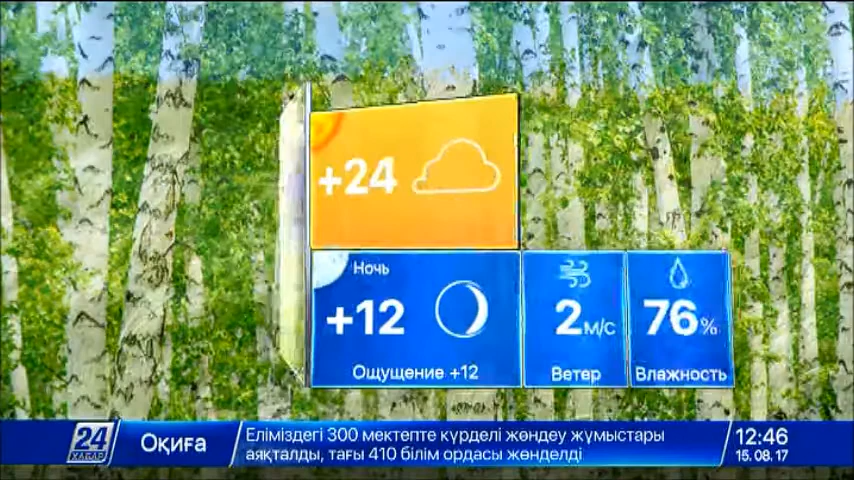 +24
Ночь
+12
Ощущение +12
2 м/с
Ветер
76%
Влажность
24
ХАБАР
Оқиға
Еліміздегі 300 мектепте күрделі жөндеу жұмыстары
аяқталды, тағы 410 білім ордасы жөнделді
12:46
15.08.17